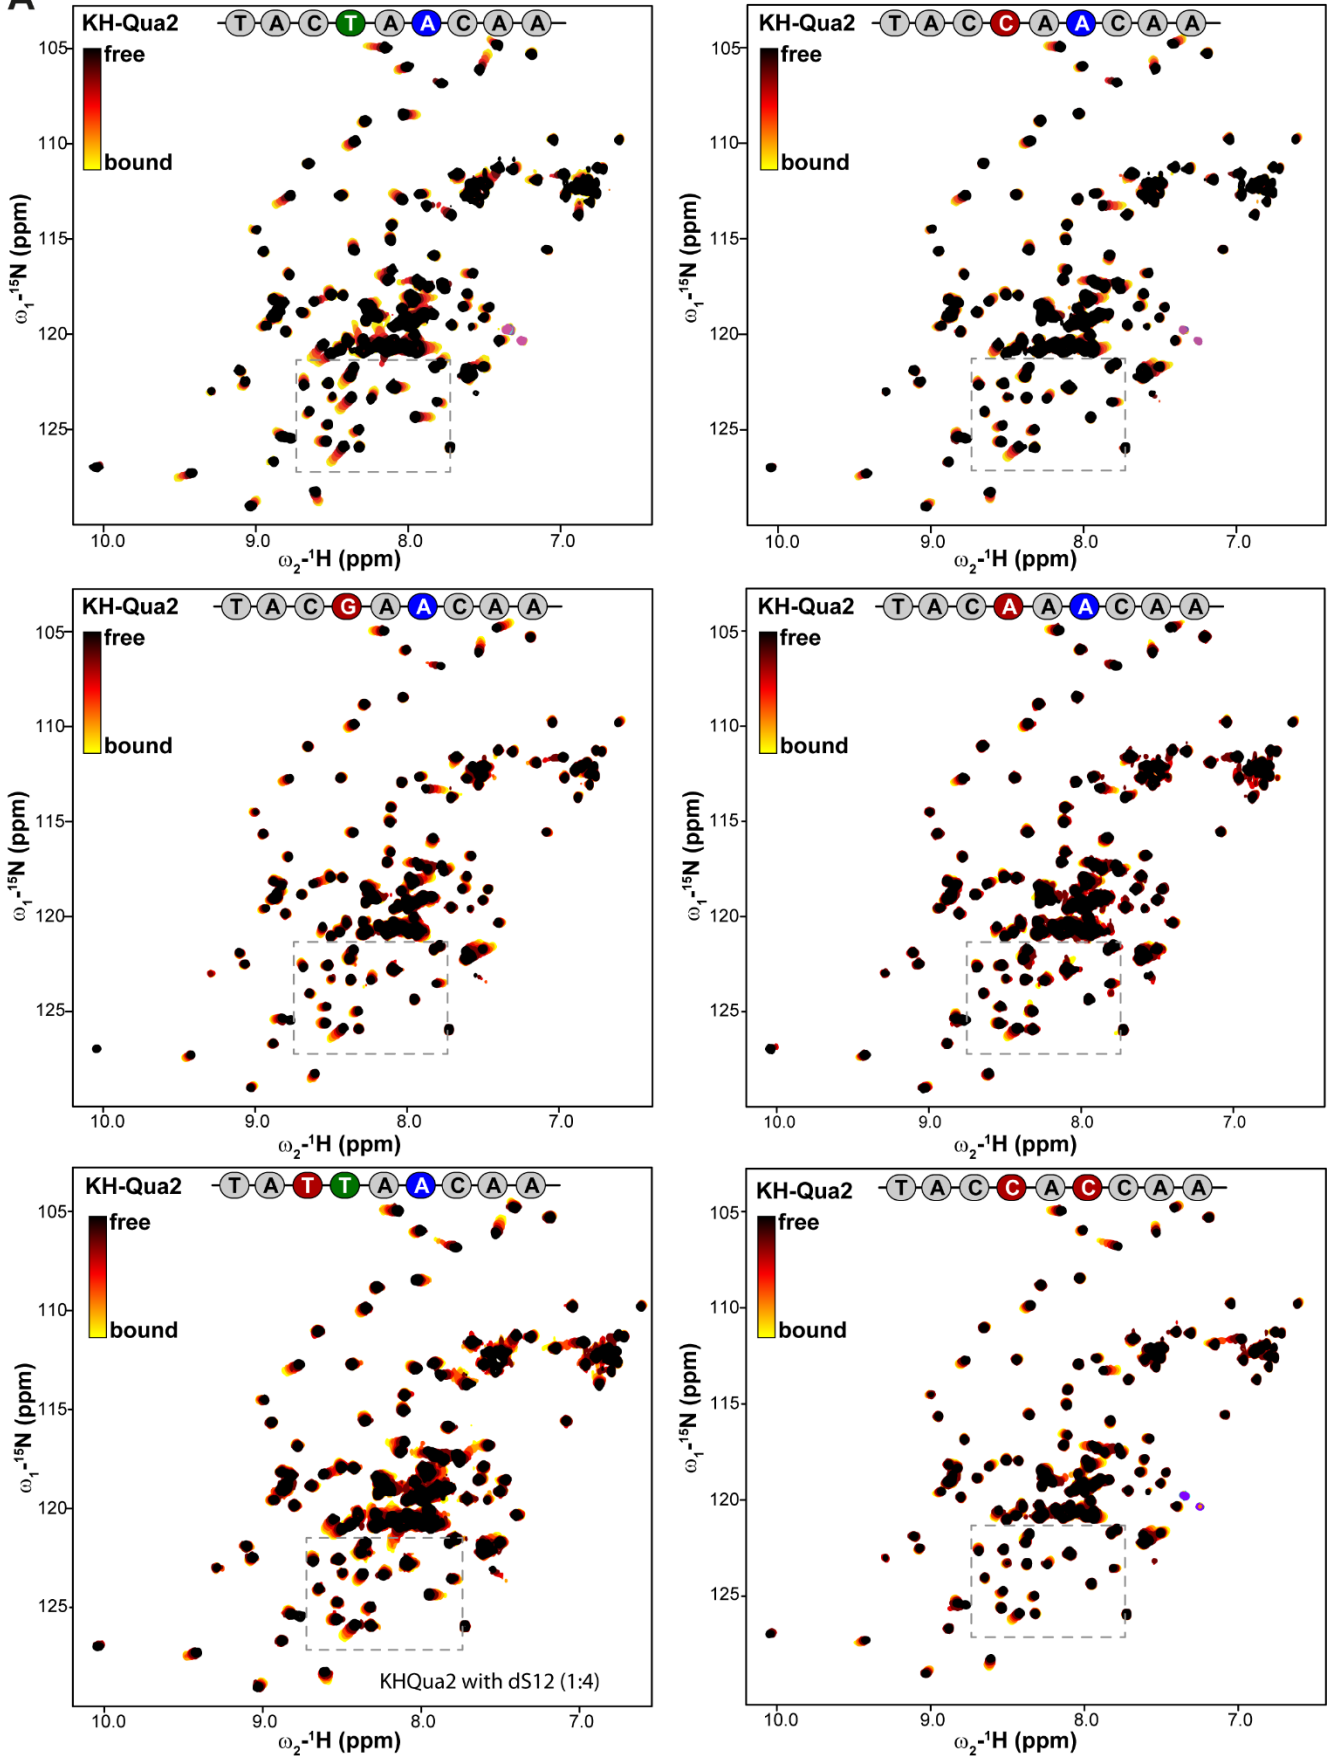 A
KH-Qua2 T A C T A A C A A
free
bound
105
110
115
120
125
ω1-15N (ppm)
10.0 9.0 8.0 7.0
ω2-1H (ppm)
KH-Qua2 T A C C A A C A A
free
bound
105
110
115
120
125
ω1-15N (ppm)
10.0 9.0 8.0 7.0
ω2-1H (ppm)
KH-Qua2 T A C G A A C A A
free
bound
105
110
115
120
125
ω1-15N (ppm)
10.0 9.0 8.0 7.0
ω2-1H (ppm)
KH-Qua2 T A C A A A C A A
free
bound
105
110
115
120
125
ω1-15N (ppm)
10.0 9.0 8.0 7.0
ω2-1H (ppm)
KH-Qua2 T A T T A A C A A
free
bound
105
110
115
120
125
ω1-15N (ppm)
KHQua2 with dS12 (1:4)
10.0 9.0 8.0 7.0
ω2-1H (ppm)
KH-Qua2 T A C C A C C A A
free
bound
105
110
115
120
125
ω1-15N (ppm)
10.0 9.0 8.0 7.0
ω2-1H (ppm)